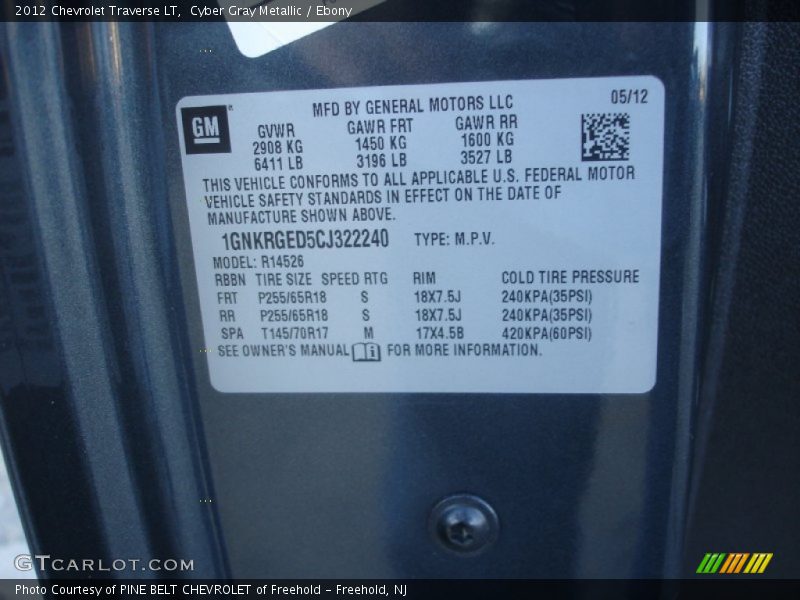 2012 Chevrolet Traverse LT, Cyber Gray Metallic / Ebony
GM
MFD BY GENERAL MOTORS LLC 05/12
GVWR GAWR FRT GAWR RR
2908 KG 1450 KG 1600 KG
6411 LB 3196 LB 3527 LB
THIS VEHICLE CONFORMS TO ALL APPLICABLE U.S. FEDERAL MOTOR
VEHICLE SAFETY STANDARDS IN EFFECT ON THE DATE OF
MANUFACTURE SHOWN ABOVE.
1GNKRGED5CJ322240 TYPE: M.P.V.
MODEL: R14526
RBBN TIRE SIZE SPEED RTG RIM COLD TIRE PRESSURE
FRT P255/65R18 S 18X7.5J 240KPA(35PSI)
RR P255/65R18 S 18X7.5J 240KPA(35PSI)
SPA T145/70R17 M 17X4.5B 420KPA(60PSI)
SEE OWNER'S MANUAL i FOR MORE INFORMATION.
GTCARLOT.COM
Photo Courtesy of PINE BELT CHEVROLET of Freehold - Freehold, NJ